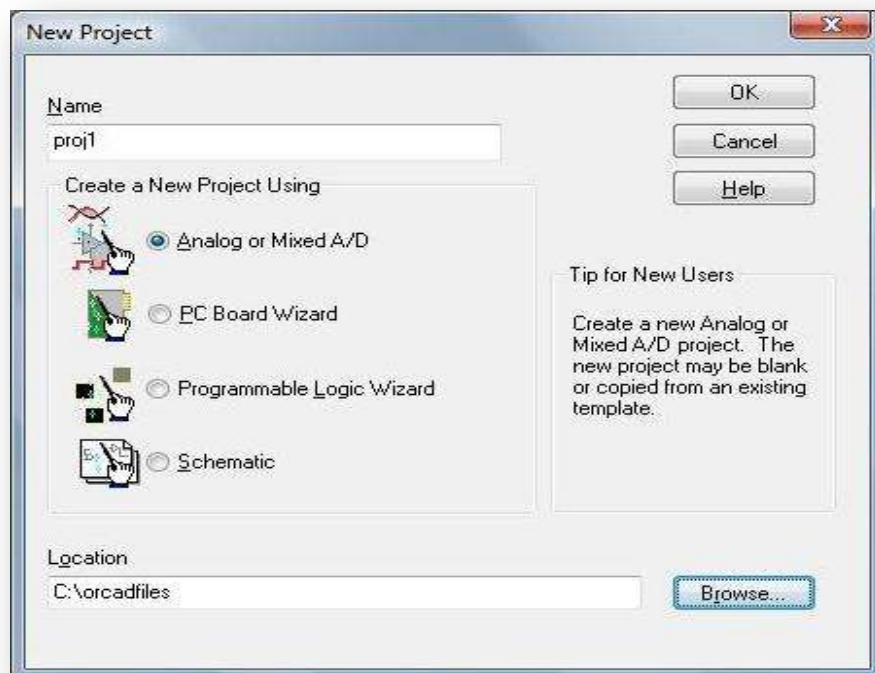 New Project
Name
proj1
OK
Cancel
Help
Create a New Project Using
Analog or Mixed A/D
PC Board Wizard
Programmable Logic Wizard
Schematic
Tip for New Users
Create a new Analog or
Mixed A/D project. The
new project may be blank
or copied from an existing
template.
Location
C:\orcadfiles
Browse...